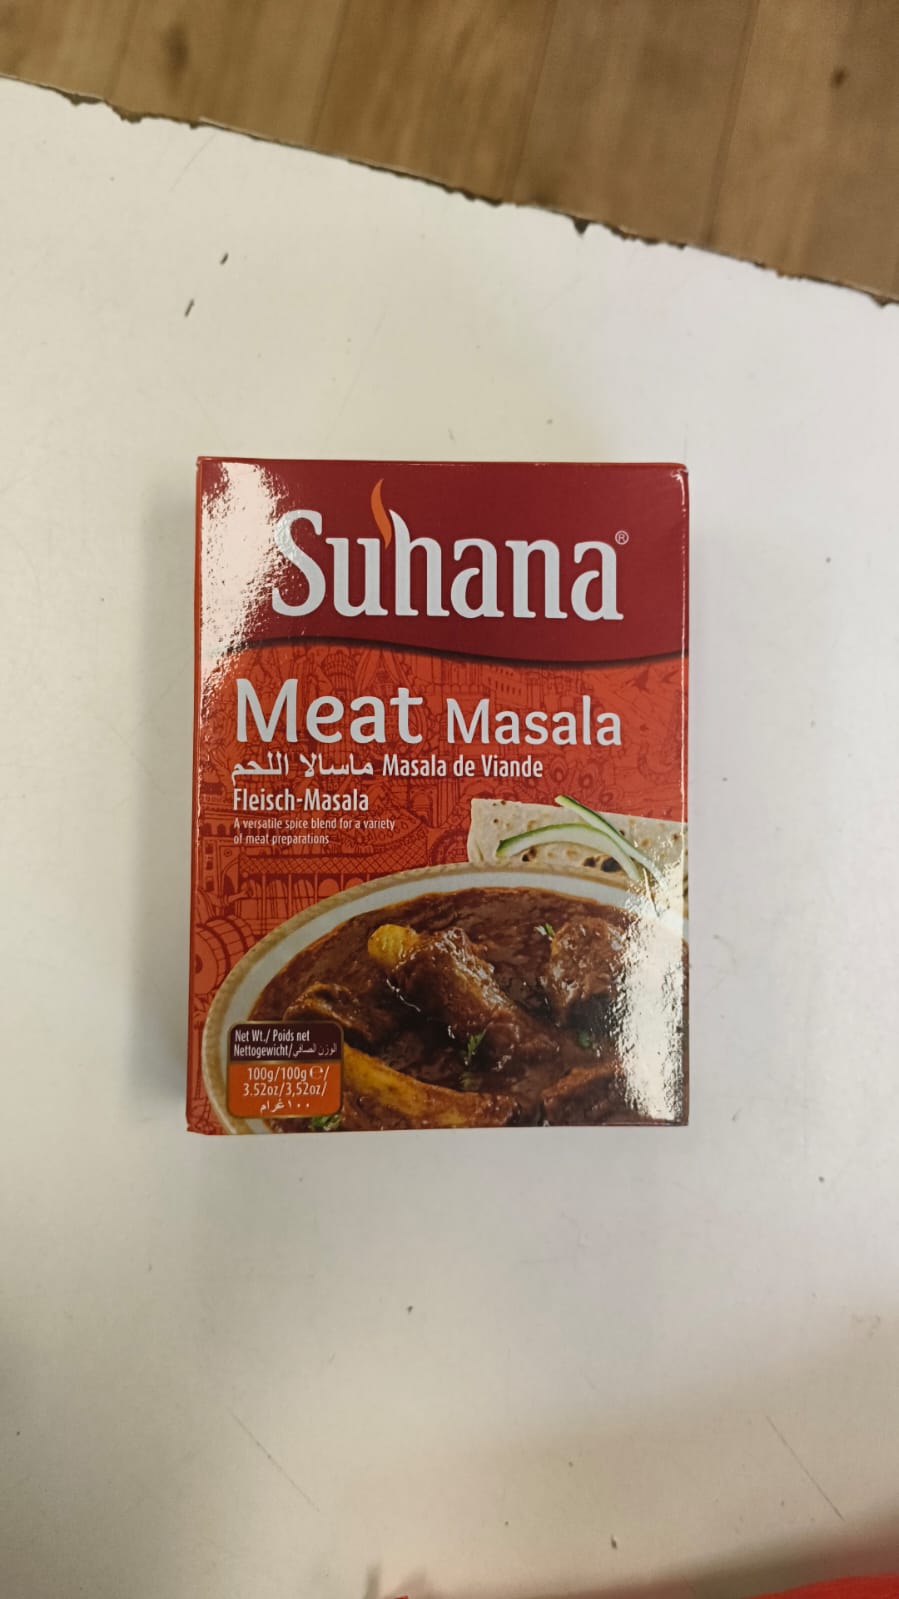 Suhana®
Meat Masala
ماسالا اللحم Masala de Viande
Fleisch-Masala
A versatile spice blend for a variety
of meat preparations
Net Wt./ Poids net
Nettogewicht/الوزن الصافي
100g/100g ℮/
3.52oz/3,52oz/
١٠٠ غرام